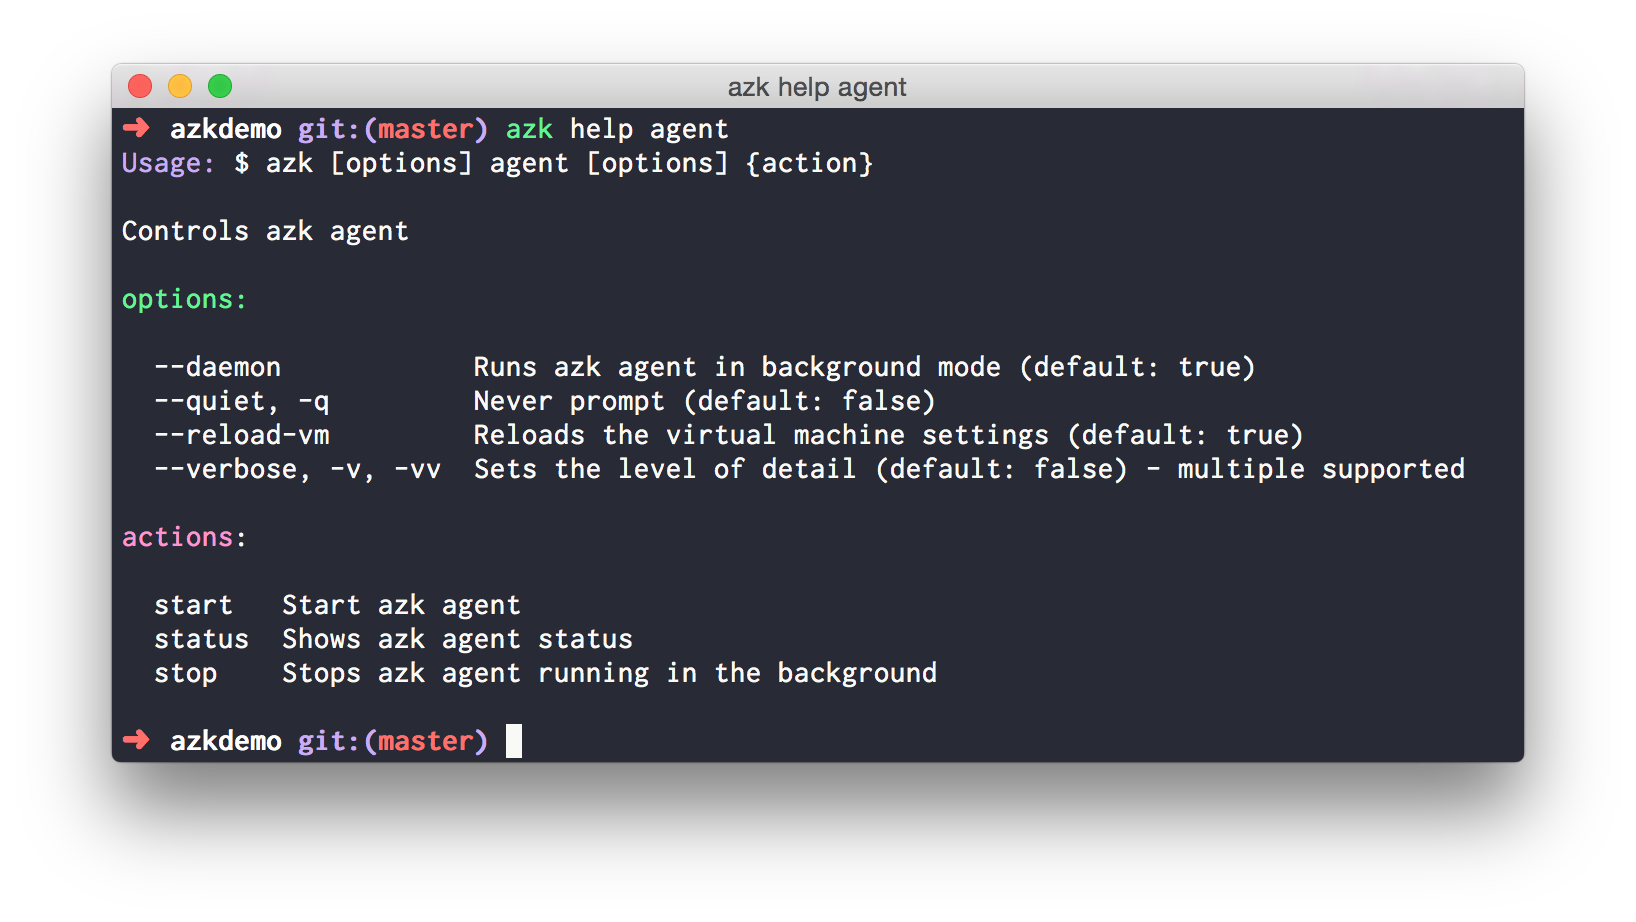 azk help agent
➜ azkdemo git:(master) azk help agent
Usage: $ azk [options] agent [options] {action}
Controls azk agent
options:
--daemon Runs azk agent in background mode (default: true)
--quiet, -q Never prompt (default: false)
--reload-vm Reloads the virtual machine settings (default: true)
--verbose, -v, -vv Sets the level of detail (default: false) - multiple supported
actions:
start Start azk agent
status Shows azk agent status
stop Stops azk agent running in the background
➜ azkdemo git:(master)